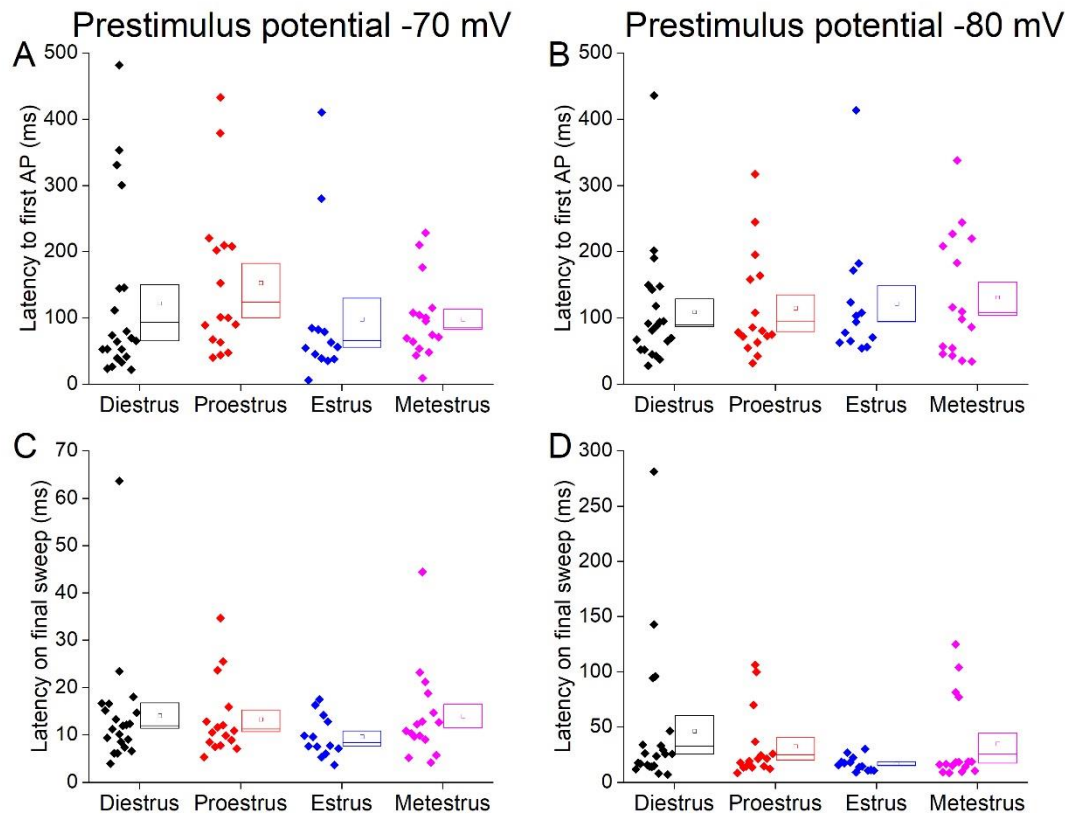 Prestimulus potential -70 mV
Prestimulus potential -80 mV
A
Latency to first AP (ms)
500
400
300
200
100
0
Diestrus Proestrus Estrus Metestrus
B
Latency to first AP (ms)
500
400
300
200
100
0
Diestrus Proestrus Estrus Metestrus
C
Latency on final sweep (ms)
70
60
50
40
30
20
10
0
Diestrus Proestrus Estrus Metestrus
D
Latency on final sweep (ms)
300
250
200
150
100
50
0
Diestrus Proestrus Estrus Metestrus